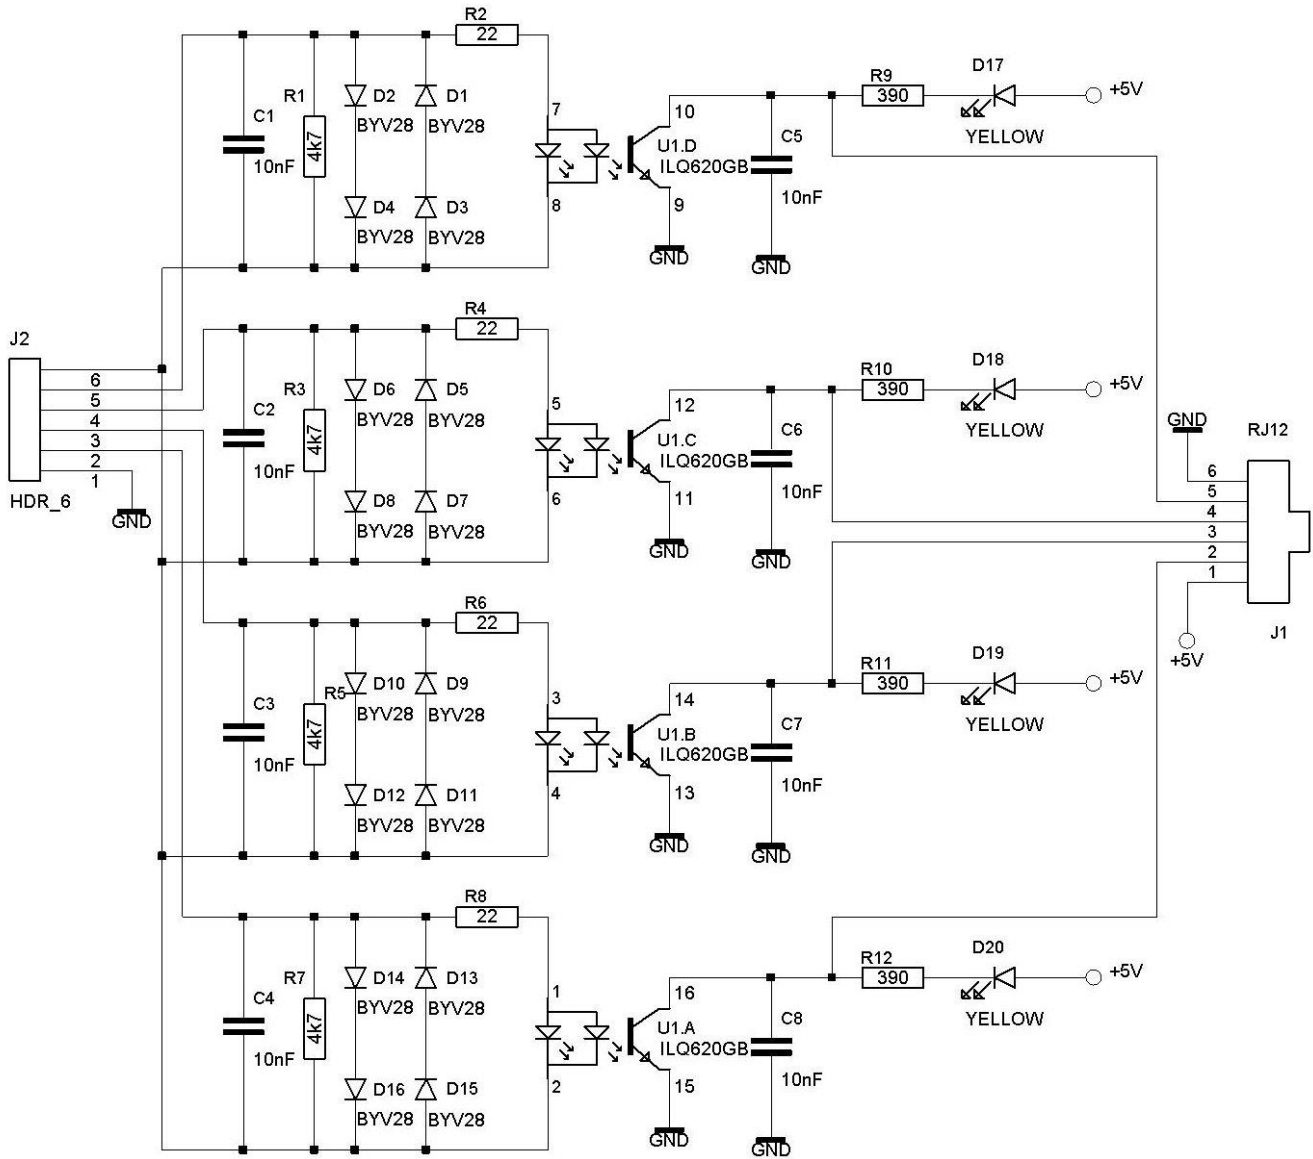 R2
22
C1
10nF
R1
4k7
D2
BYV28
D1
BYV28
D4
BYV28
D3
BYV28
7
8
10
U1.D
ILQ620GB
9
GND
C5
10nF
GND
R9
390
D17
YELLOW
+5V
R4
22
C2
10nF
R3
4k7
D6
BYV28
D5
BYV28
D8
BYV28
D7
BYV28
5
6
12
U1.C
ILQ620GB
11
GND
C6
10nF
GND
R10
390
D18
YELLOW
+5V
J2
6
5
4
3
2
1
HDR_6
GND
GND
RJ12
6
5
4
3
2
1
J1
+5V
R6
22
C3
10nF
R5
4k7
D10
BYV28
D9
BYV28
D12
BYV28
D11
BYV28
3
4
14
U1.B
ILQ620GB
13
GND
C7
10nF
GND
R11
390
D19
YELLOW
+5V
R8
22
C4
10nF
R7
4k7
D14
BYV28
D13
BYV28
D16
BYV28
D15
BYV28
1
2
16
U1.A
ILQ620GB
15
GND
C8
10nF
GND
R12
390
D20
YELLOW
+5V